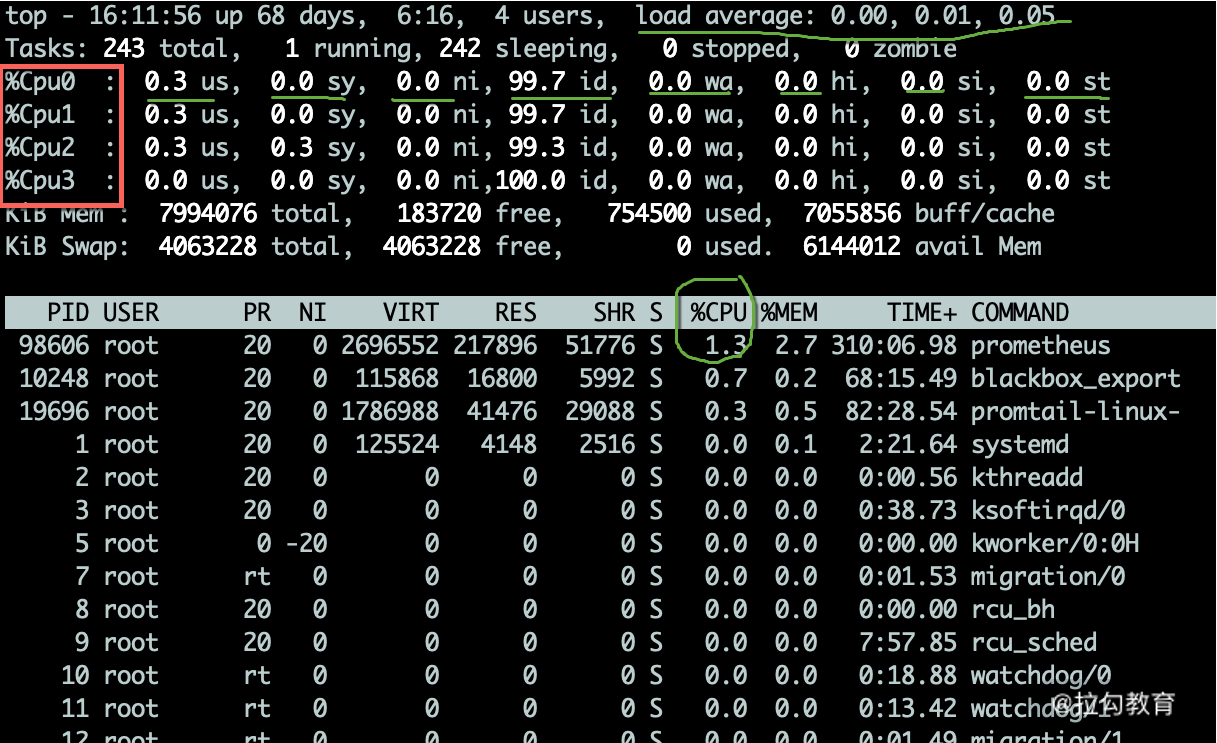 top - 16:11:56 up 68 days,  6:16,  4 users,  load average: 0.00, 0.01, 0.05
Tasks: 243 total,   1 running, 242 sleeping,   0 stopped,   0 zombie
%Cpu0  :  0.3 us,  0.0 sy,  0.0 ni, 99.7 id,  0.0 wa,  0.0 hi,  0.0 si,  0.0 st
%Cpu1  :  0.3 us,  0.0 sy,  0.0 ni, 99.7 id,  0.0 wa,  0.0 hi,  0.0 si,  0.0 st
%Cpu2  :  0.3 us,  0.3 sy,  0.0 ni, 99.3 id,  0.0 wa,  0.0 hi,  0.0 si,  0.0 st
%Cpu3  :  0.0 us,  0.0 sy,  0.0 ni,100.0 id,  0.0 wa,  0.0 hi,  0.0 si,  0.0 st
KiB Mem :  7994076 total,   183720 free,   754500 used,  7055856 buff/cache
KiB Swap:  4063228 total,  4063228 free,        0 used.  6144012 avail Mem
PID USER      PR  NI    VIRT    RES    SHR S  %CPU %MEM     TIME+ COMMAND
98606 root      20   0 2696552 217896  51776 S   1.3  2.7 310:06.98 prometheus
10248 root      20   0  115868  16800   5992 S   0.7  0.2  68:15.49 blackbox_export
19696 root      20   0 1786988  41476  29088 S   0.3  0.5  82:28.54 promtail-linux-
1 root      20   0  125524   4148   2516 S   0.0  0.1   2:21.64 systemd
2 root      20   0       0      0      0 S   0.0  0.0   0:00.56 kthreadd
3 root      20   0       0      0      0 S   0.0  0.0   0:38.73 ksoftirqd/0
5 root       0 -20       0      0      0 S   0.0  0.0   0:00.00 kworker/0:0H
7 root      rt   0       0      0      0 S   0.0  0.0   0:01.53 migration/0
8 root      20   0       0      0      0 S   0.0  0.0   0:00.00 rcu_bh
9 root      20   0       0      0      0 S   0.0  0.0   7:57.85 rcu_sched
10 root      rt   0       0      0      0 S   0.0  0.0   0:18.88 watchdog/0
11 root      rt   0       0      0      0 S   0.0  0.0   0:13.42 watchdog/1
12 root      rt   0       0      0      0 S   0.0  0.0   0:01.49 migration/1
@拉勾教育